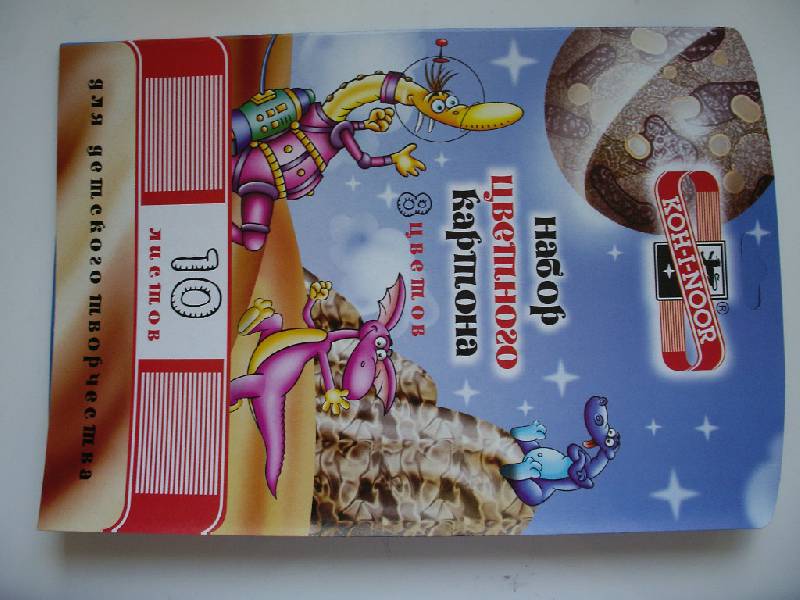 KOH-I-NOOR
®
набор
цветного
картона
8 цветов
10
листов
для детского творчества